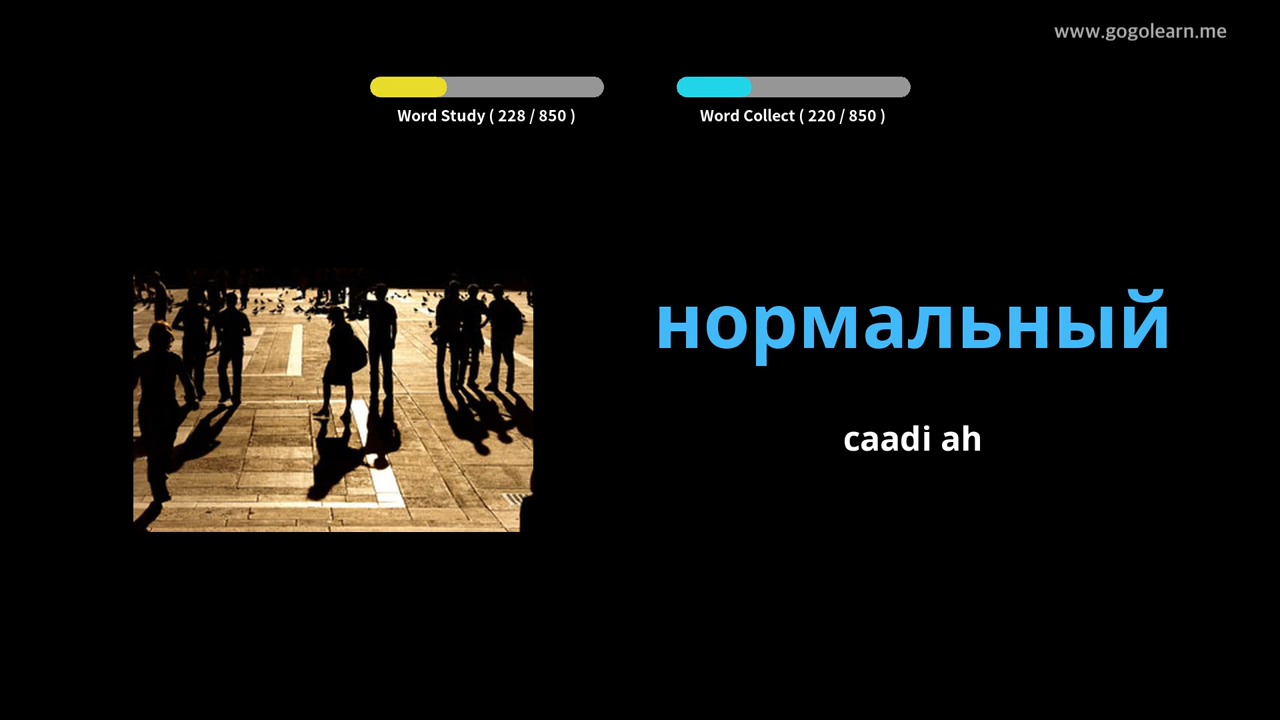 www.gogolearn.me
Word Study ( 228 / 850 )
Word Collect ( 220 / 850 )
нормальный
caadi ah